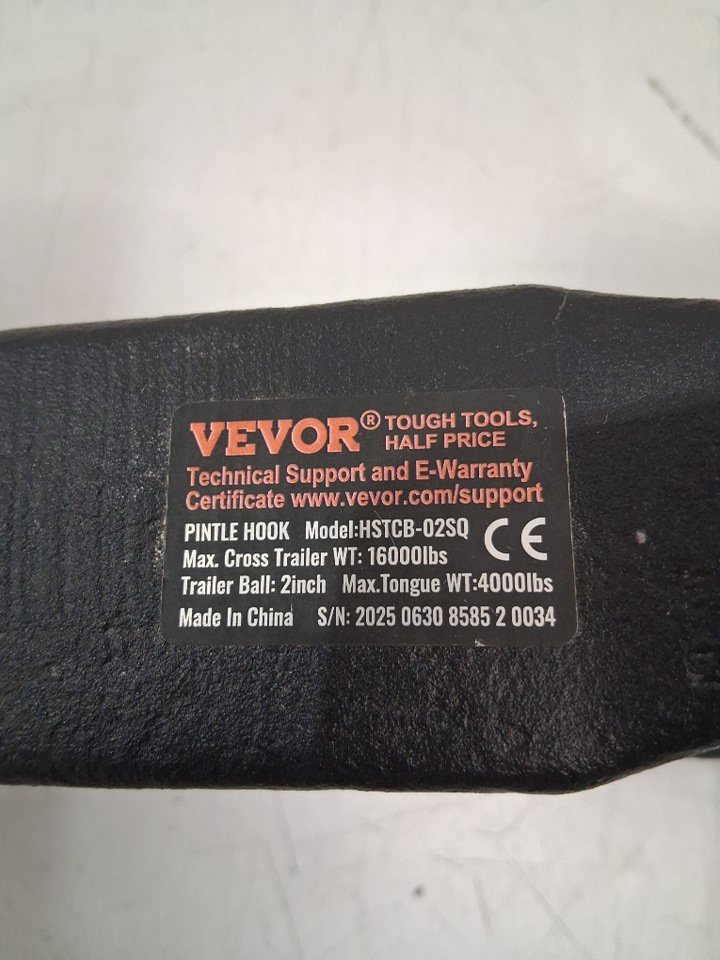 VEVOR® TOUGH TOOLS,
HALF PRICE
Technical Support and E-Warranty
Certificate www.vevor.com/support
PINTLE HOOK Model:HSTCB-02SQ CE
Max. Cross Trailer WT: 16000lbs
Trailer Ball: 2inch Max.Tongue WT:4000lbs
Made In China S/N: 2025 0630 8585 2 0034